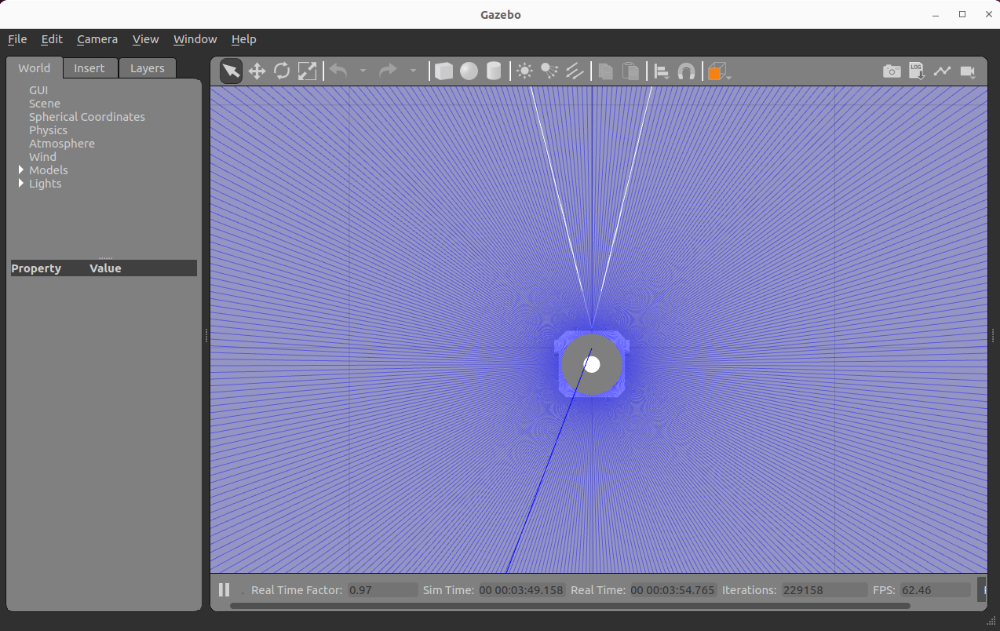 Gazebo
File Edit Camera View Window Help
World Insert Layers
LOG
GUI
Scene
Spherical Coordinates
Physics
Atmosphere
Wind
Models
Lights
Property Value
Real Time Factor: 0.97 Sim Time: 00 00:03:49.158 Real Time: 00 00:03:54.765 Iterations: 229158 FPS: 62.46